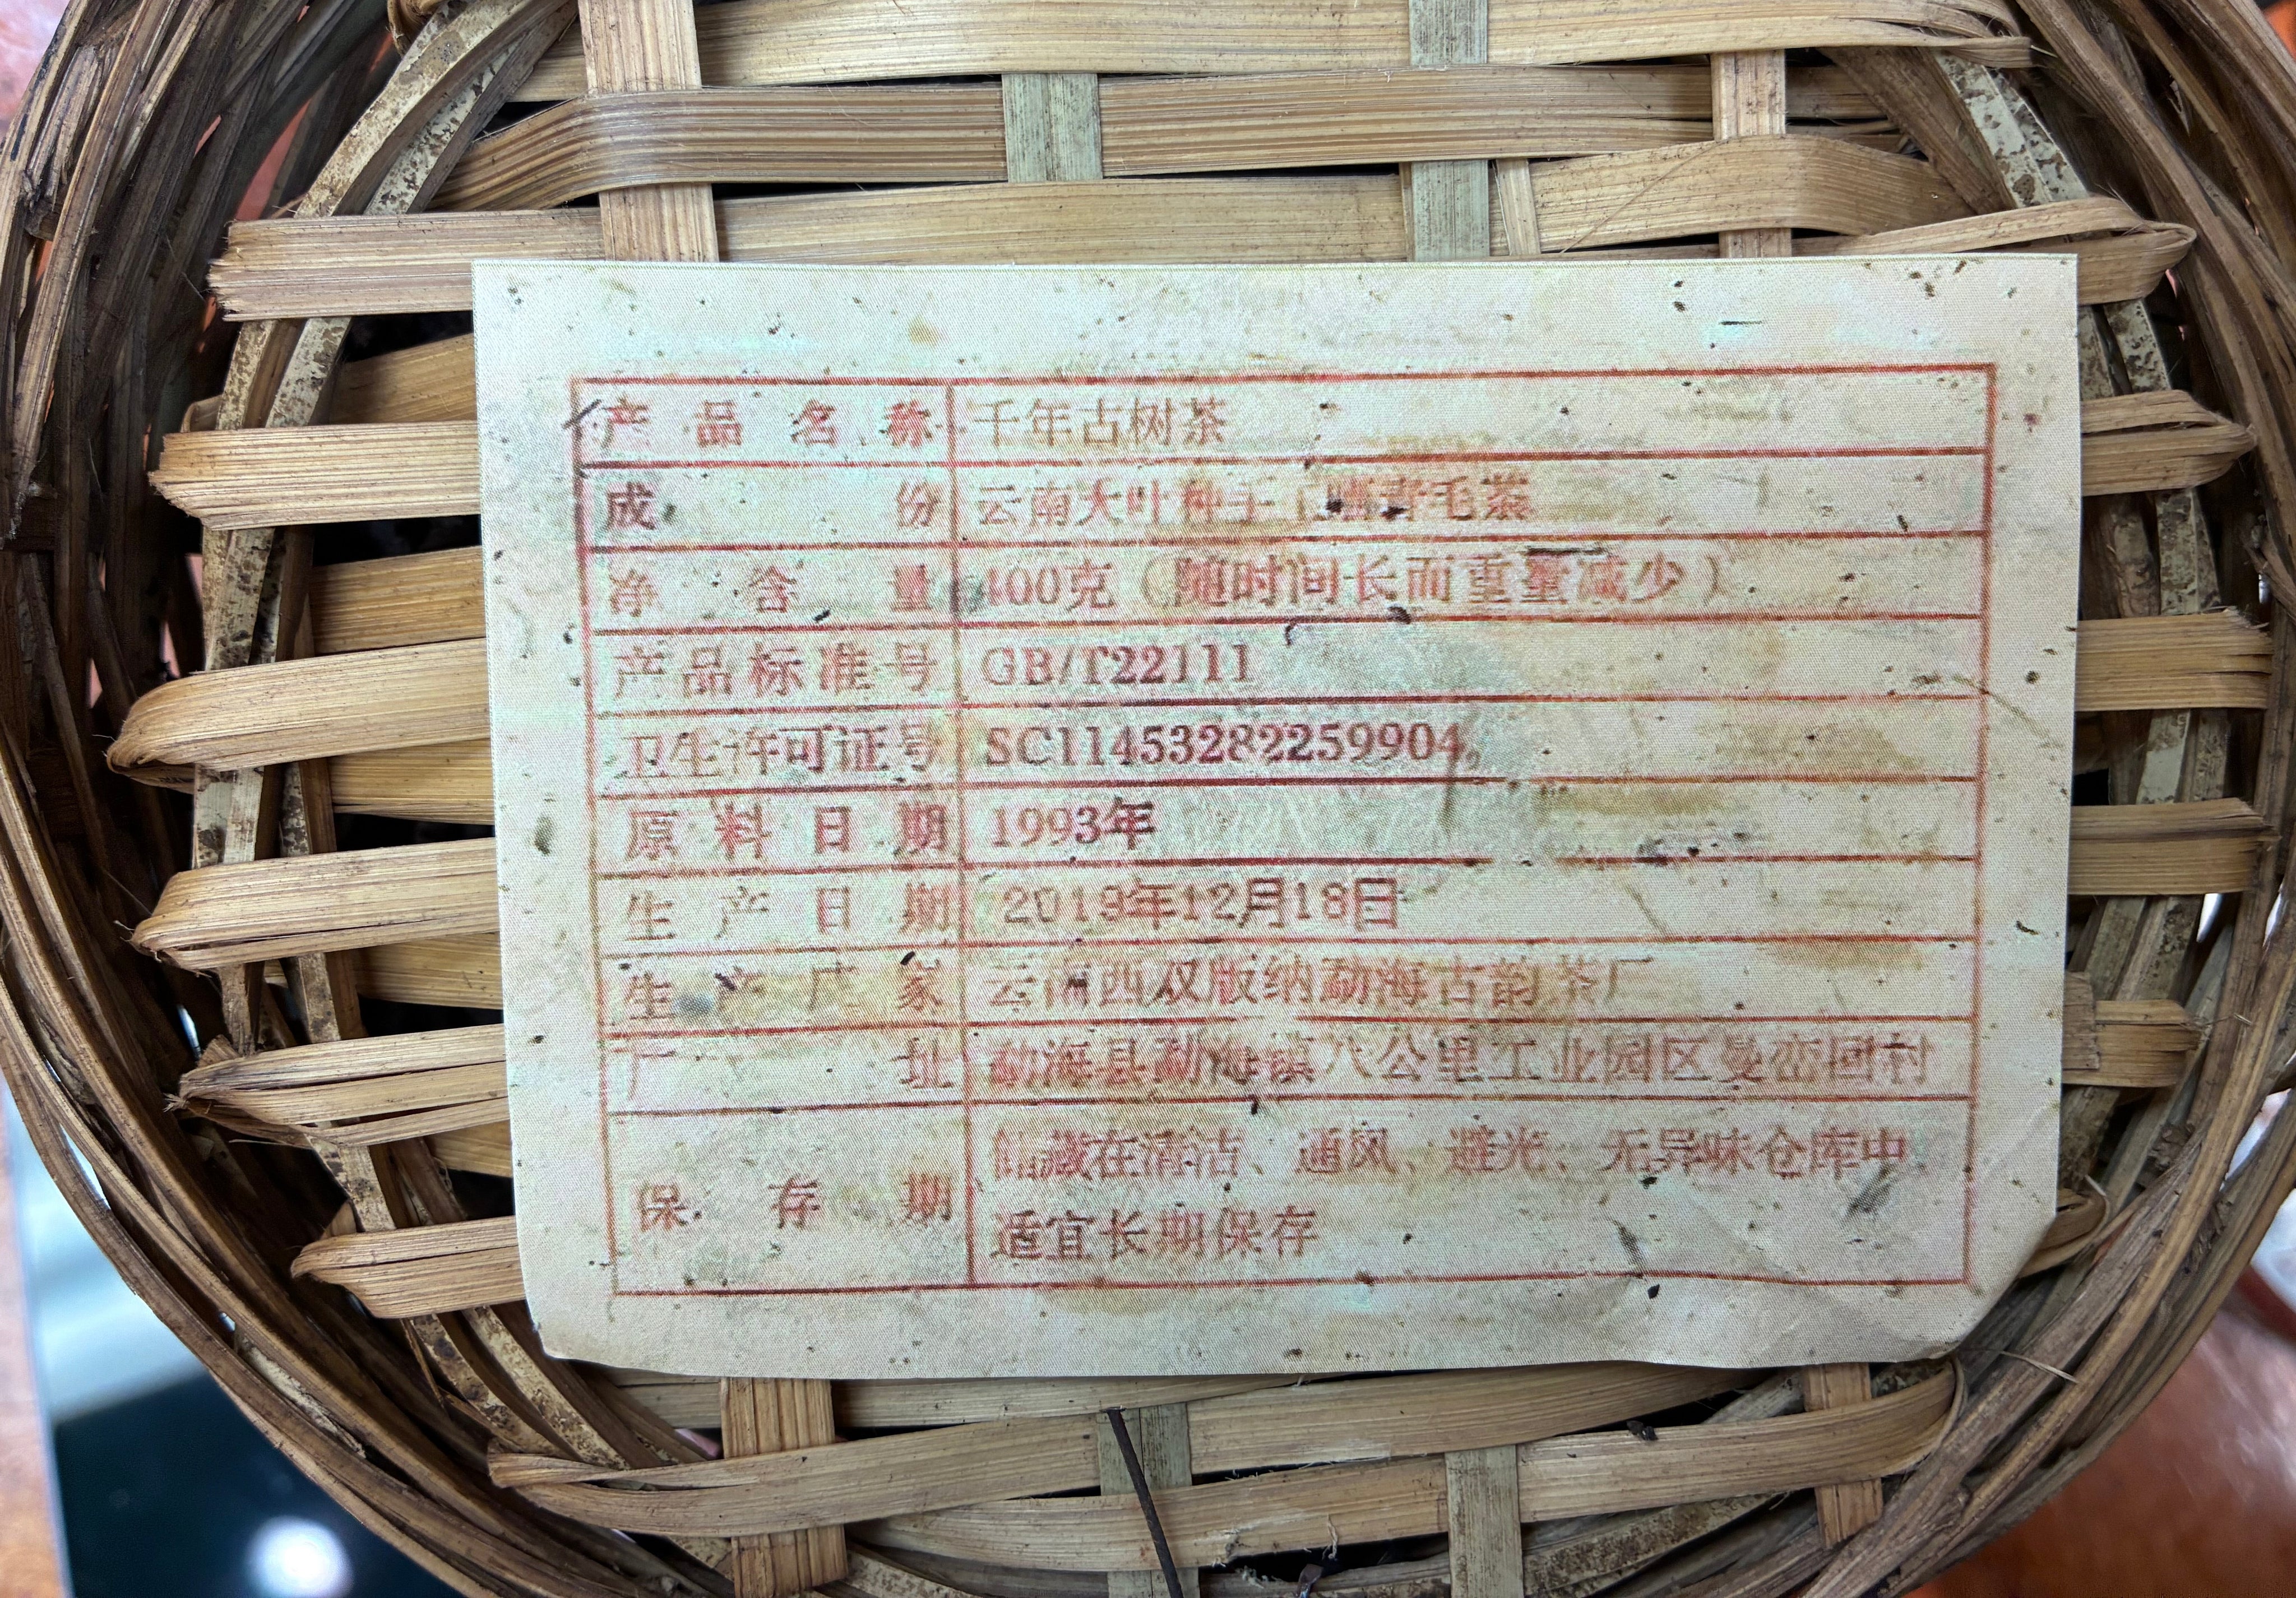 产品名称 千年古树茶
成份 云南大叶种手工晒青毛茶
净含量 400克（随时间长而重量减少）
产品标准号 GB/T22111
卫生许可证号 SC11453282259904
原料日期 1993年
生产日期 2019年12月18日
生产厂家 云南西双版纳勐海古韵茶厂
厂址 勐海县勐海镇八公里工业园区曼峦回村
保存期 储藏在清洁、通风、避光、无异味仓库中
适宜长期保存